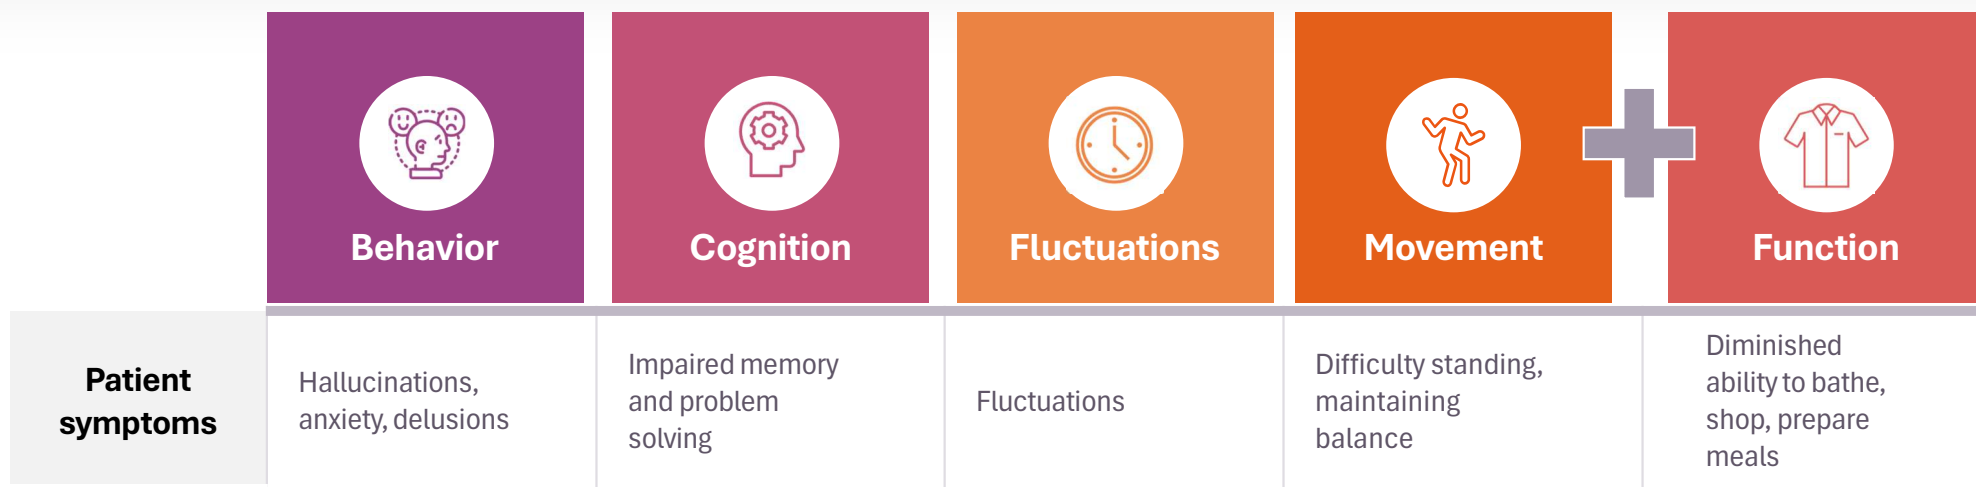 Behavior
Cognition
Fluctuations
Movement
Function
Patient
symptoms
Hallucinations,
anxiety, delusions
Impaired memory
and problem
solving
Fluctuations
Difficulty standing,
maintaining
balance
Diminished
ability to bathe,
shop, prepare
meals